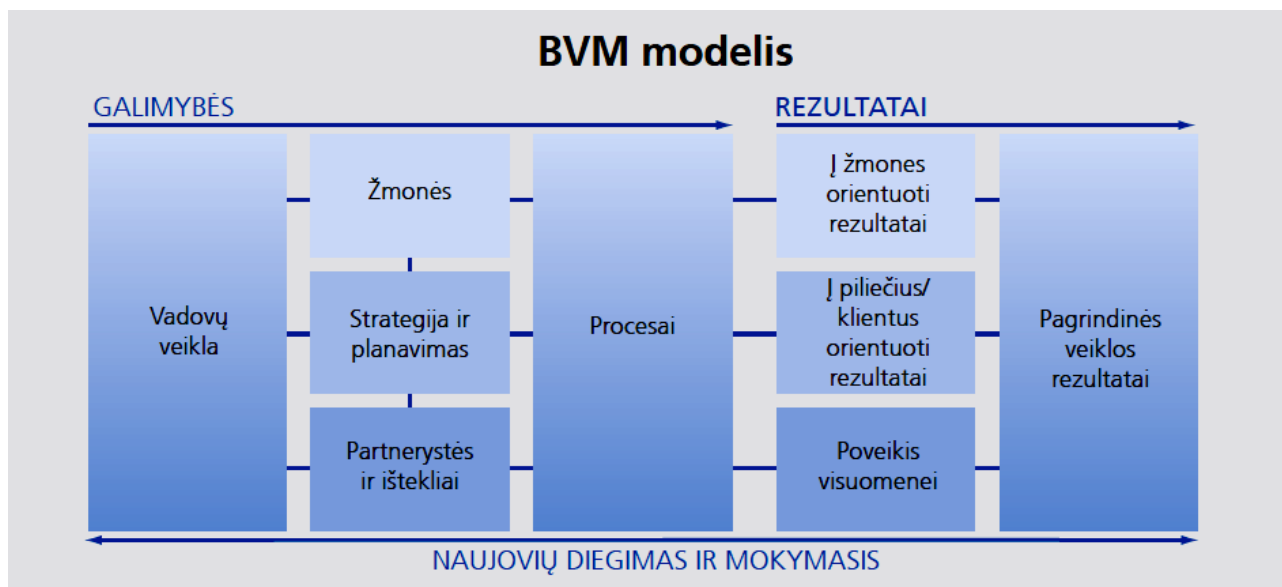 BVM modelis
GALIMYBĖS
REZULTATAI
Vadovų
veikla
Žmonės
Strategija ir
planavimas
Partnerystės
ir ištekliai
Procesai
Į žmones
orientuoti
rezultatai
Į piliečius/
klientus
orientuoti
rezultatai
Poveikis
visuomenei
Pagrindinės
veiklos
rezultatai
NAUJOVIŲ DIEGIMAS IR MOKYMASIS